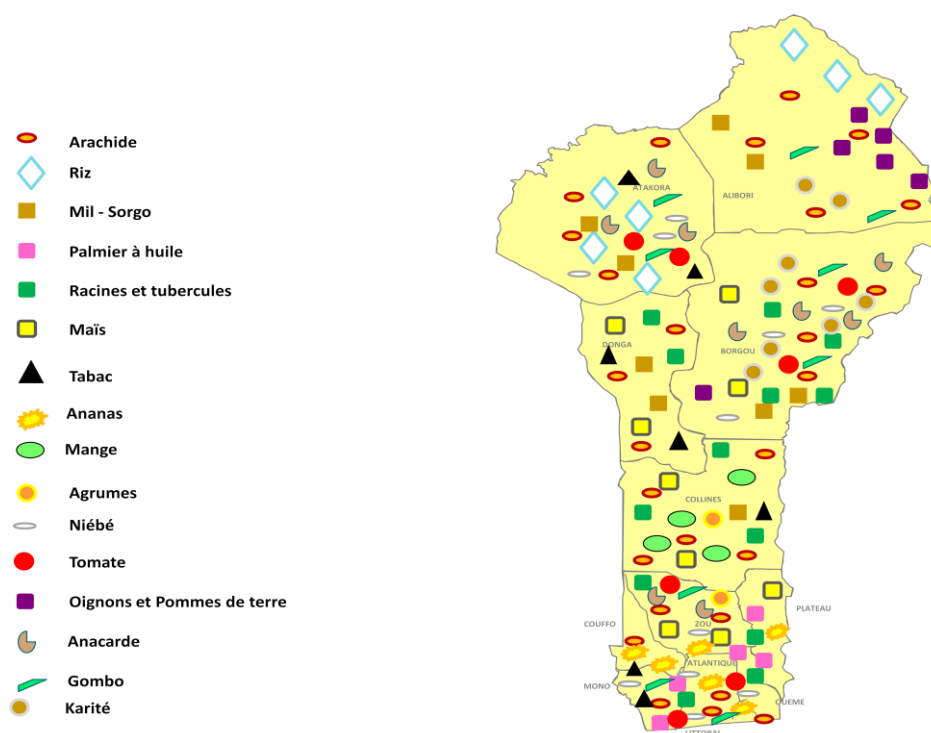 Arachide
Riz
Mil - Sorgo
Palmier à huile
Racines et tubercules
Maïs
Tabac
Ananas
Mange
Agrumes
Niébé
Tomate
Oignons et Pommes de terre
Anacarde
Gombo
Karité
ATAKORA
ALIBORI
DONGA
BORGOU
COLLINES
COUFFO
ZOU
PLATEAU
ATLANTIQUE
MONO
OUEME
LITTORAL